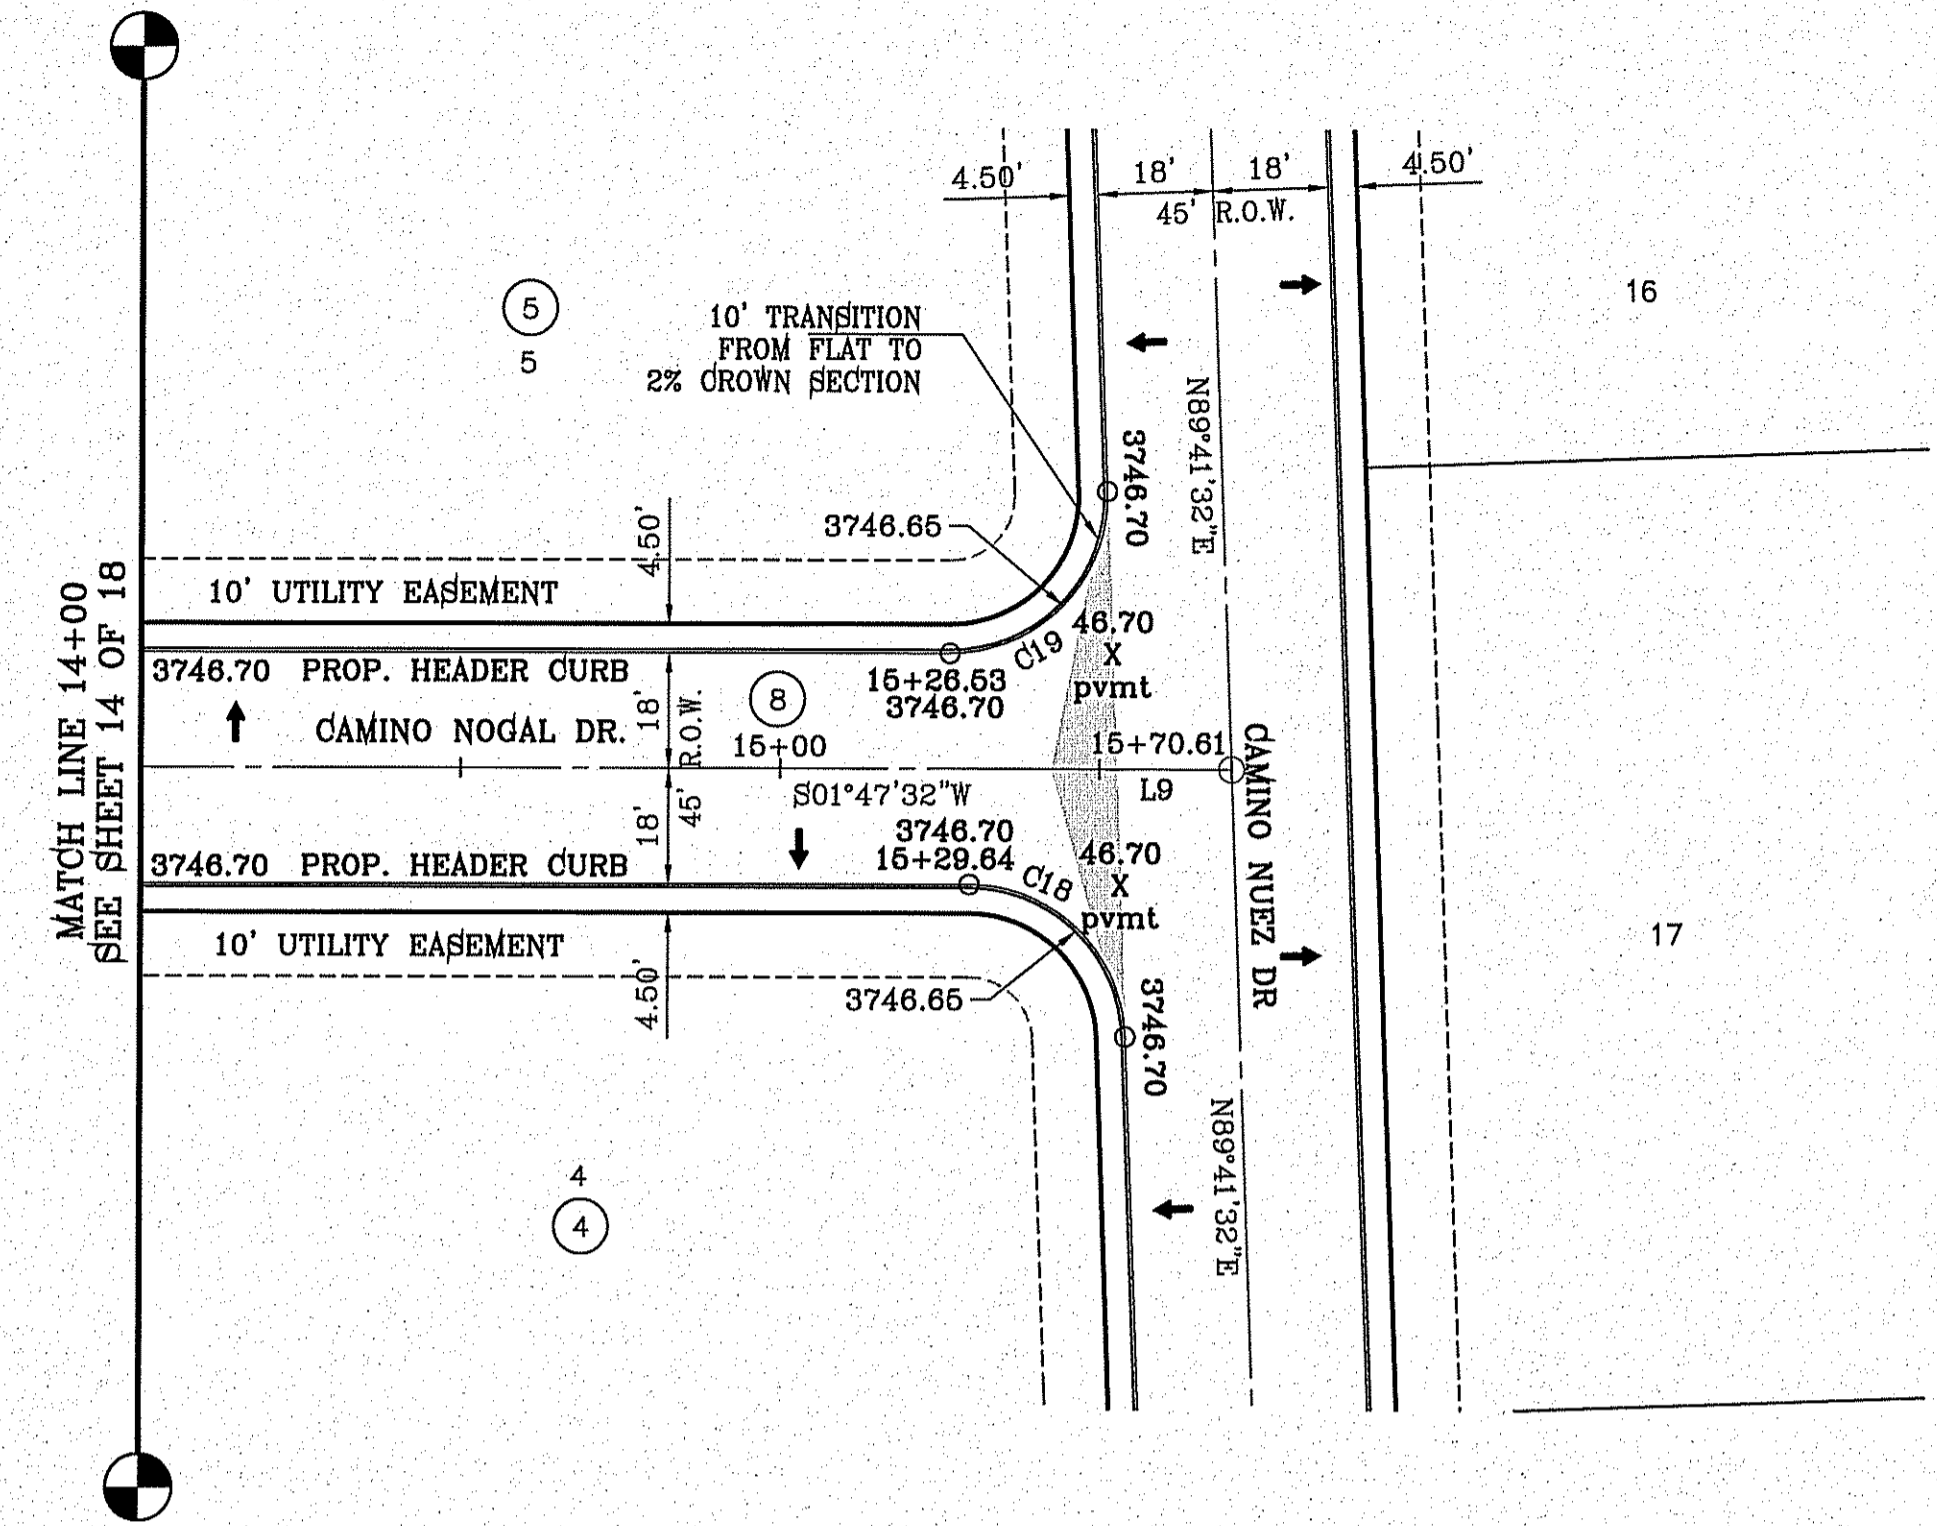 4.50'
18'
18'
4.50'
45' R.O.W.
16
5
5
10' TRANSITION
FROM FLAT TO
2% CROWN SECTION
N89°41'32"E
3746.70
3746.65
4.50'
10' UTILITY EASEMENT
MATCH LINE 14+00
SEE SHEET 14 OF 18
3746.70 PROP. HEADER CURB
C19
46.70
X
pvmt
15+26.53
3746.70
8
CAMINO NOGAL DR.
18'
R.O.W.
15+00
15+70.61
L9
CAMINO NUEZ DR
S01°47'32"W
18'
45'
3746.70
15+29.64
C18
46.70
X
pvmt
3746.70 PROP. HEADER CURB
10' UTILITY EASEMENT
4.50'
3746.65
3746.70
17
N89°41'32"E
4
4